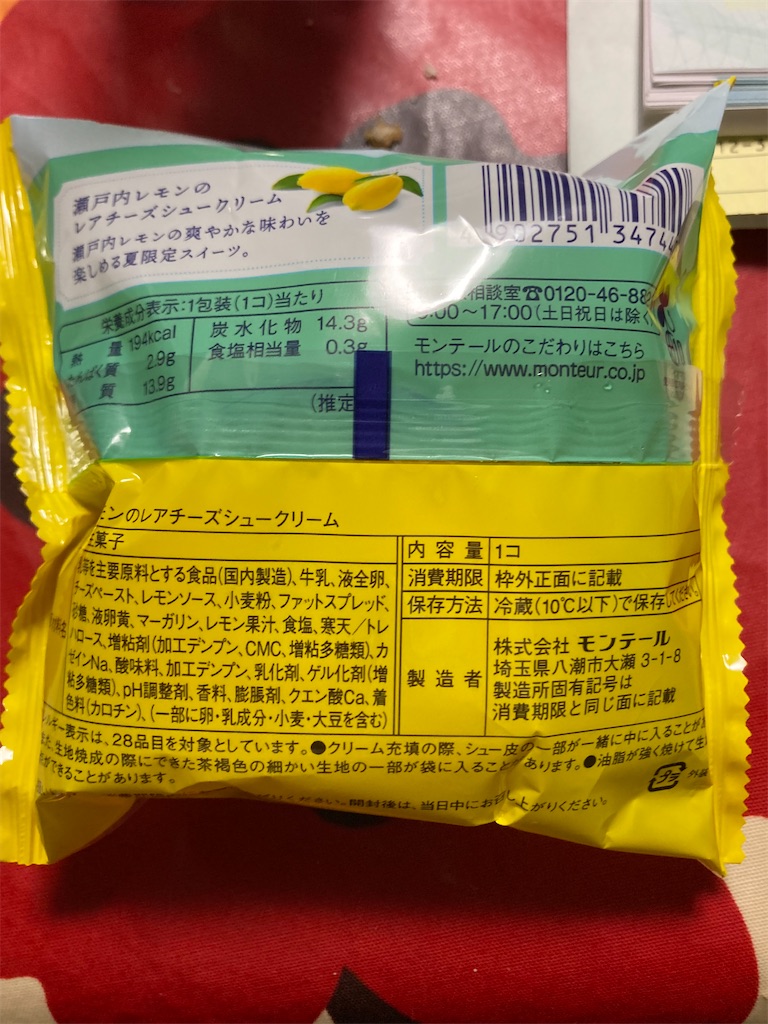 瀬戸内レモンの
レアチーズシュークリーム
瀬戸内レモンの爽やかな味わいを
楽しめる夏限定スイーツ。
栄養成分表示:1包装(1コ)当たり
熱量 194kcal 炭水化物 14.3g
たんぱく質 2.9g 食塩相当量 0.3g
質 13.9g
(推定
4 902751 3474
相談室☎0120-46-88
:00~17:00(土日祝日は除く
モンテールのこだわりはこちら
https://www.monteur.co.jp
モンのレアチーズシュークリーム
菓子
等を主要原料とする食品(国内製造)、牛乳、液全卵、
チーズペースト、レモンソース、小麦粉、ファットスプレッド、
砂糖、液卵黄、マーガリン、レモン果汁、食塩、寒天/トレ
ハロース、増粘剤(加工デンプン、CMC、増粘多糖類)、カ
ゼインNa、酸味料、加工デンプン、乳化剤、ゲル化剤(増
粘多糖類)、pH調整剤、香料、膨脹剤、クエン酸Ca、着
色料(カロチン)、(一部に卵・乳成分・小麦・大豆を含む)
内容量 1コ
消費期限 枠外正面に記載
保存方法 冷蔵(10℃以下)で保存してください
製造者
株式会社 モンテール
埼玉県八潮市大瀬 3-1-8
製造所固有記号は
消費期限と同じ面に記載
レルギー表示は、28品目を対象としています。●クリーム充填の際、シュー皮の一部が一緒に中に入ることが
生地焼成の際にできた茶褐色の細かい生地の一部が袋に入ることがあります。●油脂が強く焼けて生
ができることがあります。
ください。開封後は、当日中にお召し上がりください。
プラ 外装
12-3